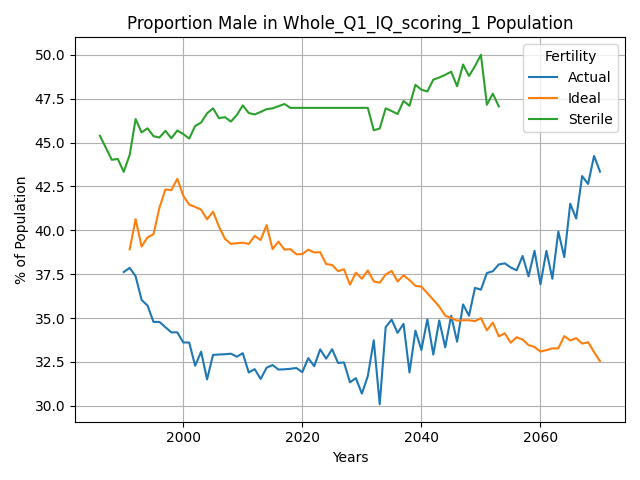 Proportion Male in Whole_Q1_IQ_scoring_1 Population
% of Population
50.0
47.5
45.0
42.5
40.0
37.5
35.0
32.5
30.0
Fertility
Actual
Ideal
Sterile
2000
2020
2040
2060
Years